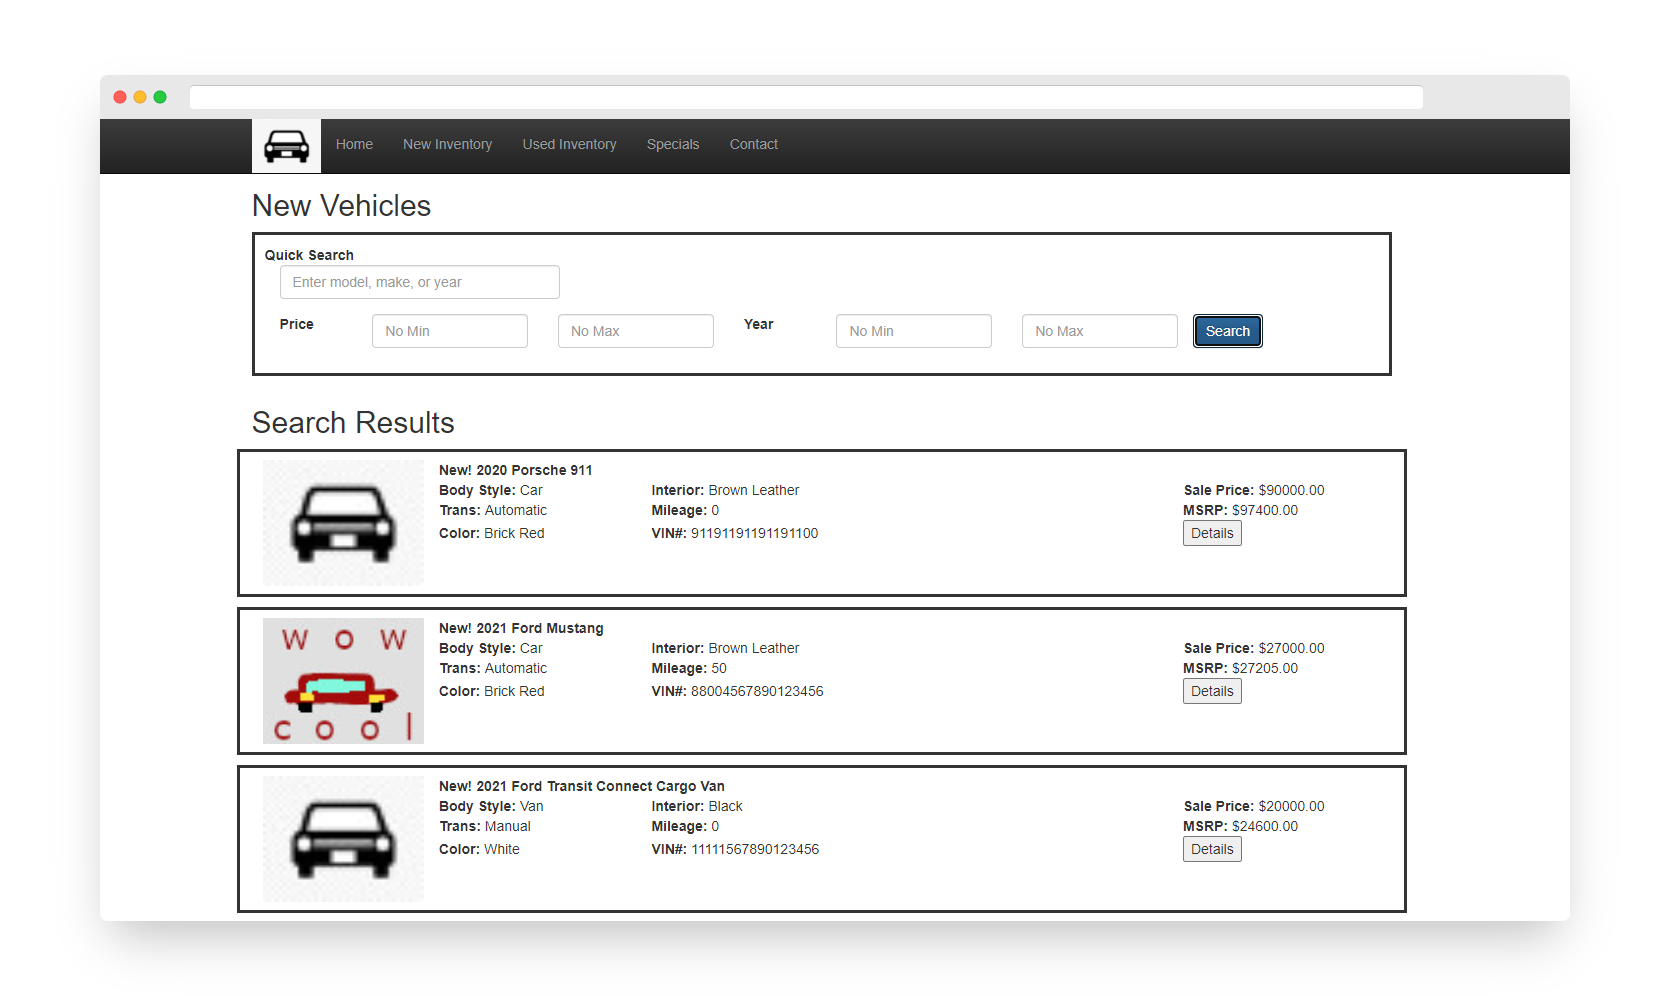 Home New Inventory Used Inventory Specials Contact
New Vehicles
Quick Search
Enter model, make, or year
Price No Min No Max Year No Min No Max Search
Search Results
New! 2020 Porsche 911
Body Style: Car Interior: Brown Leather Sale Price: $90000.00
Trans: Automatic Mileage: 0 MSRP: $97400.00
Color: Brick Red VIN#: 91191191191191100 Details
W O W
c o o l
New! 2021 Ford Mustang
Body Style: Car Interior: Brown Leather Sale Price: $27000.00
Trans: Automatic Mileage: 50 MSRP: $27205.00
Color: Brick Red VIN#: 88004567890123456 Details
New! 2021 Ford Transit Connect Cargo Van
Body Style: Van Interior: Black Sale Price: $20000.00
Trans: Manual Mileage: 0 MSRP: $24600.00
Color: White VIN#: 11111567890123456 Details